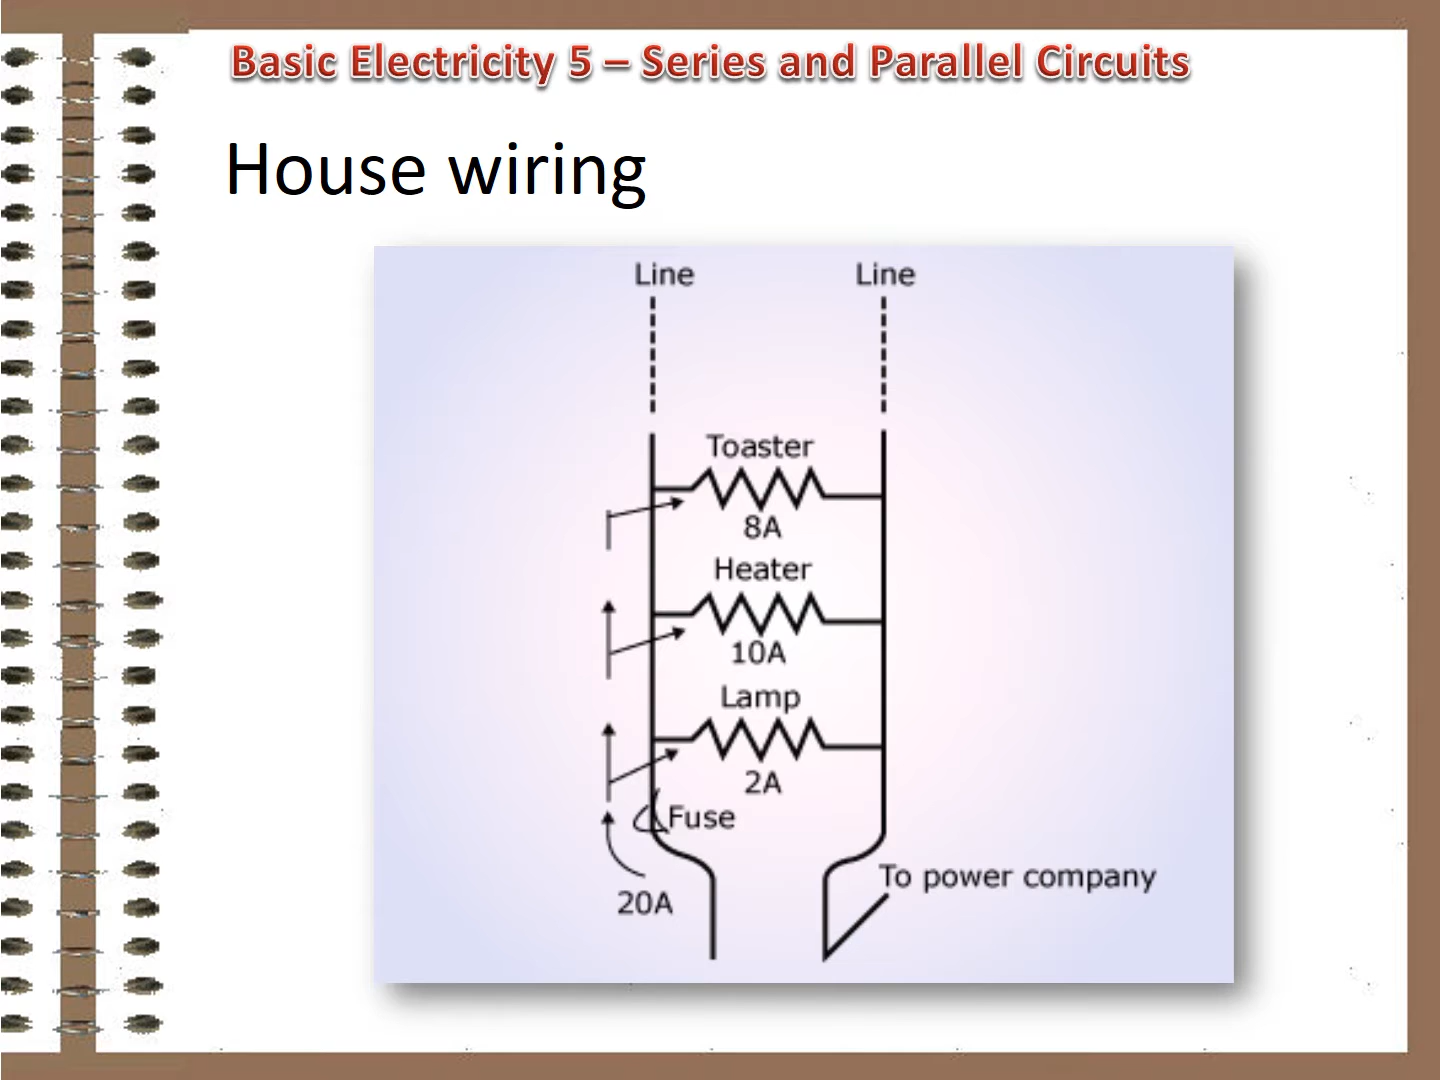 Basic Electricity 5 – Series and Parallel Circuits
House wiring
Line Line
Toaster
8A
Heater
10A
Lamp
2A
Fuse
To power company
20A